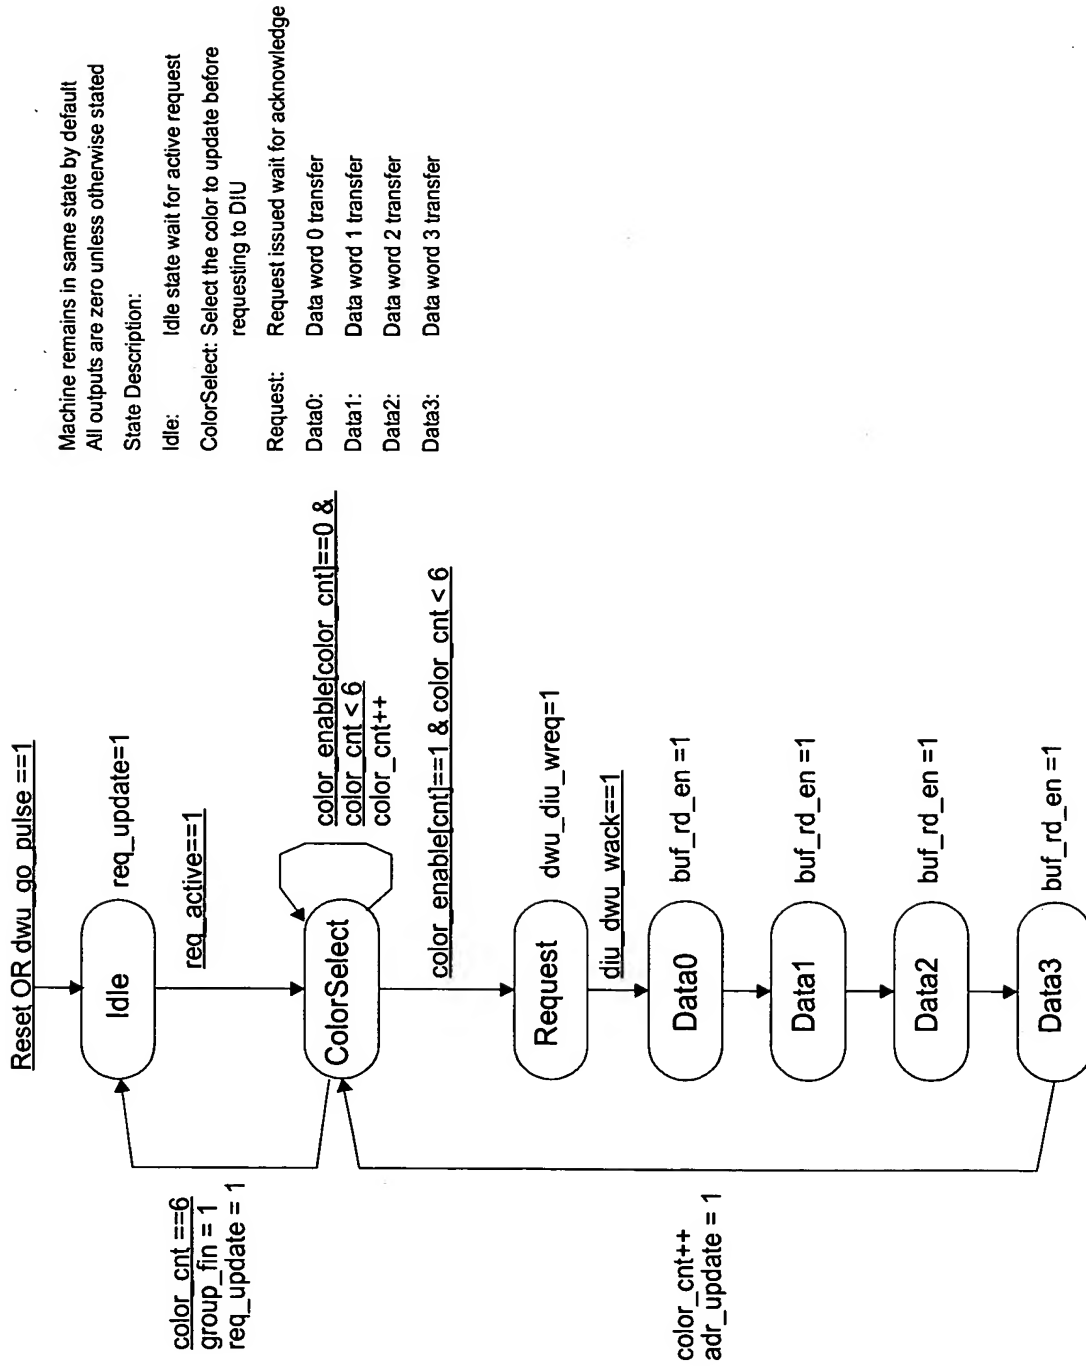 Reset OR dwu_go_pulse ==1
Idle
req_update=1
req_active==1
color_cnt ==6
group_fin = 1
req_update = 1
ColorSelect
color_enable[color_cnt]==0 &
color_cnt < 6
color_cnt++
color_enable[cnt]==1 & color_cnt < 6
Request
dwu_diu_wreq=1
diu_dwu_wack==1
Data0
buf_rd_en =1
Data1
buf_rd_en =1
Data2
buf_rd_en =1
Data3
buf_rd_en =1
color_cnt++
adr_update = 1
Machine remains in same state by default
All outputs are zero unless otherwise stated
State Description:
Idle: Idle state wait for active request
ColorSelect: Select the color to update before
requesting to DIU
Request: Request issued wait for acknowledge
Data0: Data word 0 transfer
Data1: Data word 1 transfer
Data2: Data word 2 transfer
Data3: Data word 3 transfer